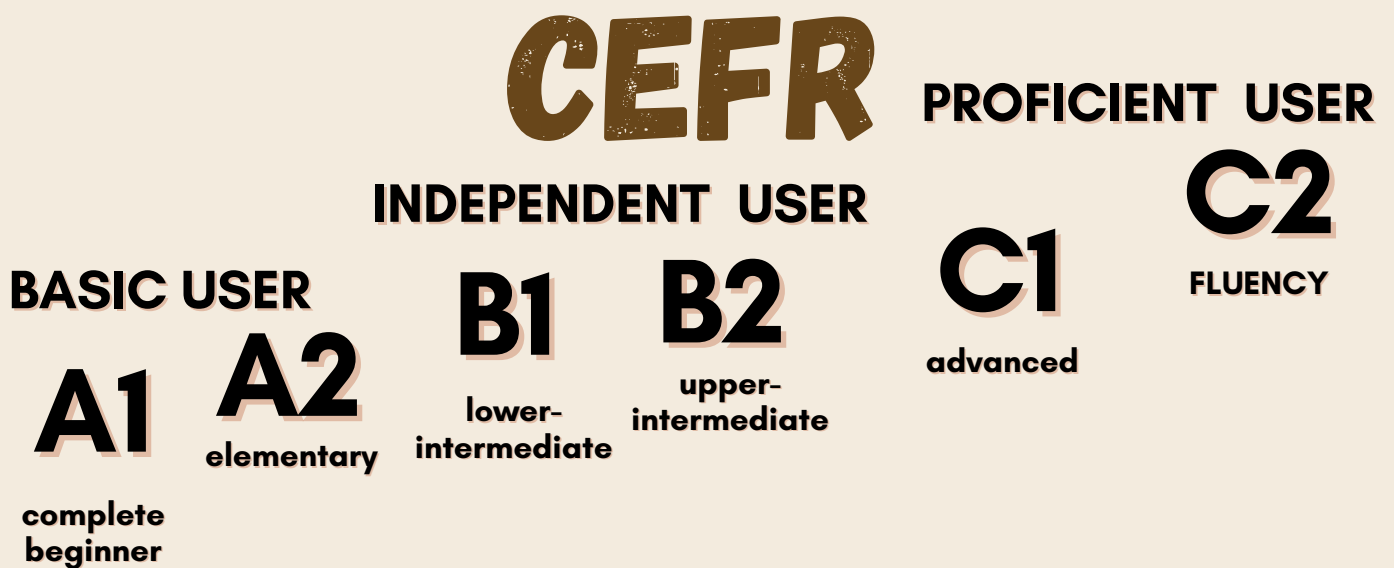 CEFR
BASIC USER
A1
complete
beginner
A2
elementary
INDEPENDENT USER
B1
lower-
intermediate
B2
upper-
intermediate
PROFICIENT USER
C1
advanced
C2
FLUENCY